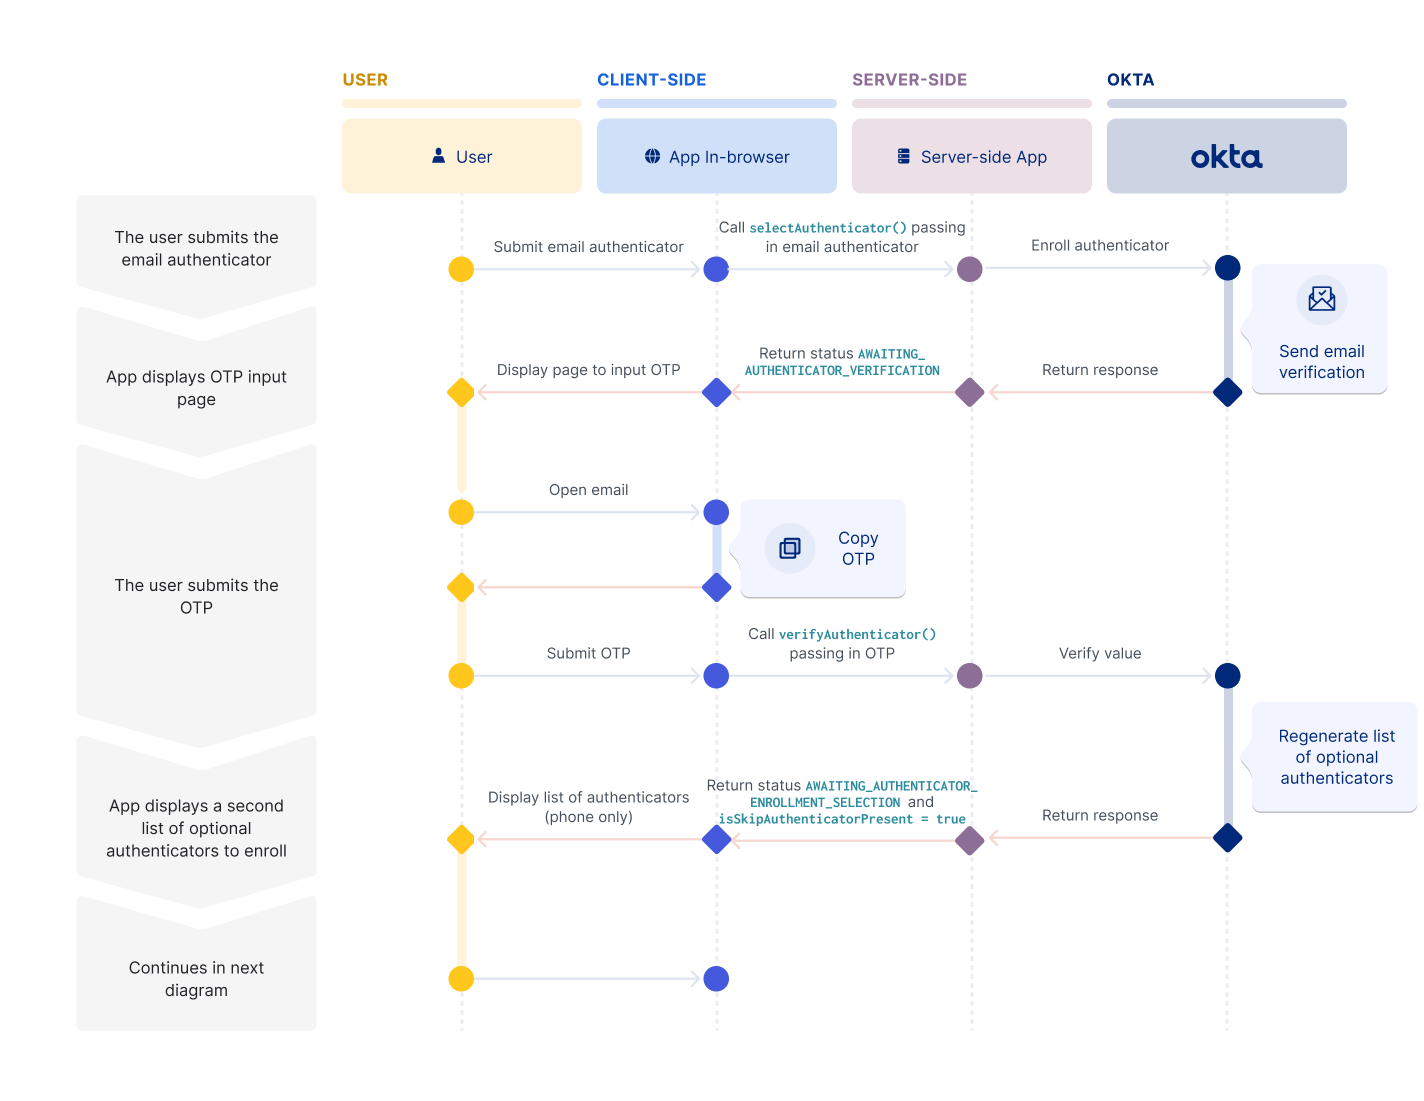 USER
CLIENT-SIDE
SERVER-SIDE
OKTA
User
App In-browser
Server-side App
okta
The user submits the
email authenticator
Submit email authenticator
Call selectAuthenticator() passing
in email authenticator
Enroll authenticator
Send email
verification
App displays OTP input
page
Display page to input OTP
Return status AWAITING_
AUTHENTICATOR_VERIFICATION
Return response
The user submits the
OTP
Open email
Copy
OTP
Submit OTP
Call verifyAuthenticator()
passing in OTP
Verify value
Regenerate list
of optional
authenticators
App displays a second
list of optional
authenticators to enroll
Display list of authenticators
(phone only)
Return status AWAITING_AUTHENTICATOR_
ENROLLMENT_SELECTION and
isSkipAuthenticatorPresent = true
Return response
Continues in next
diagram